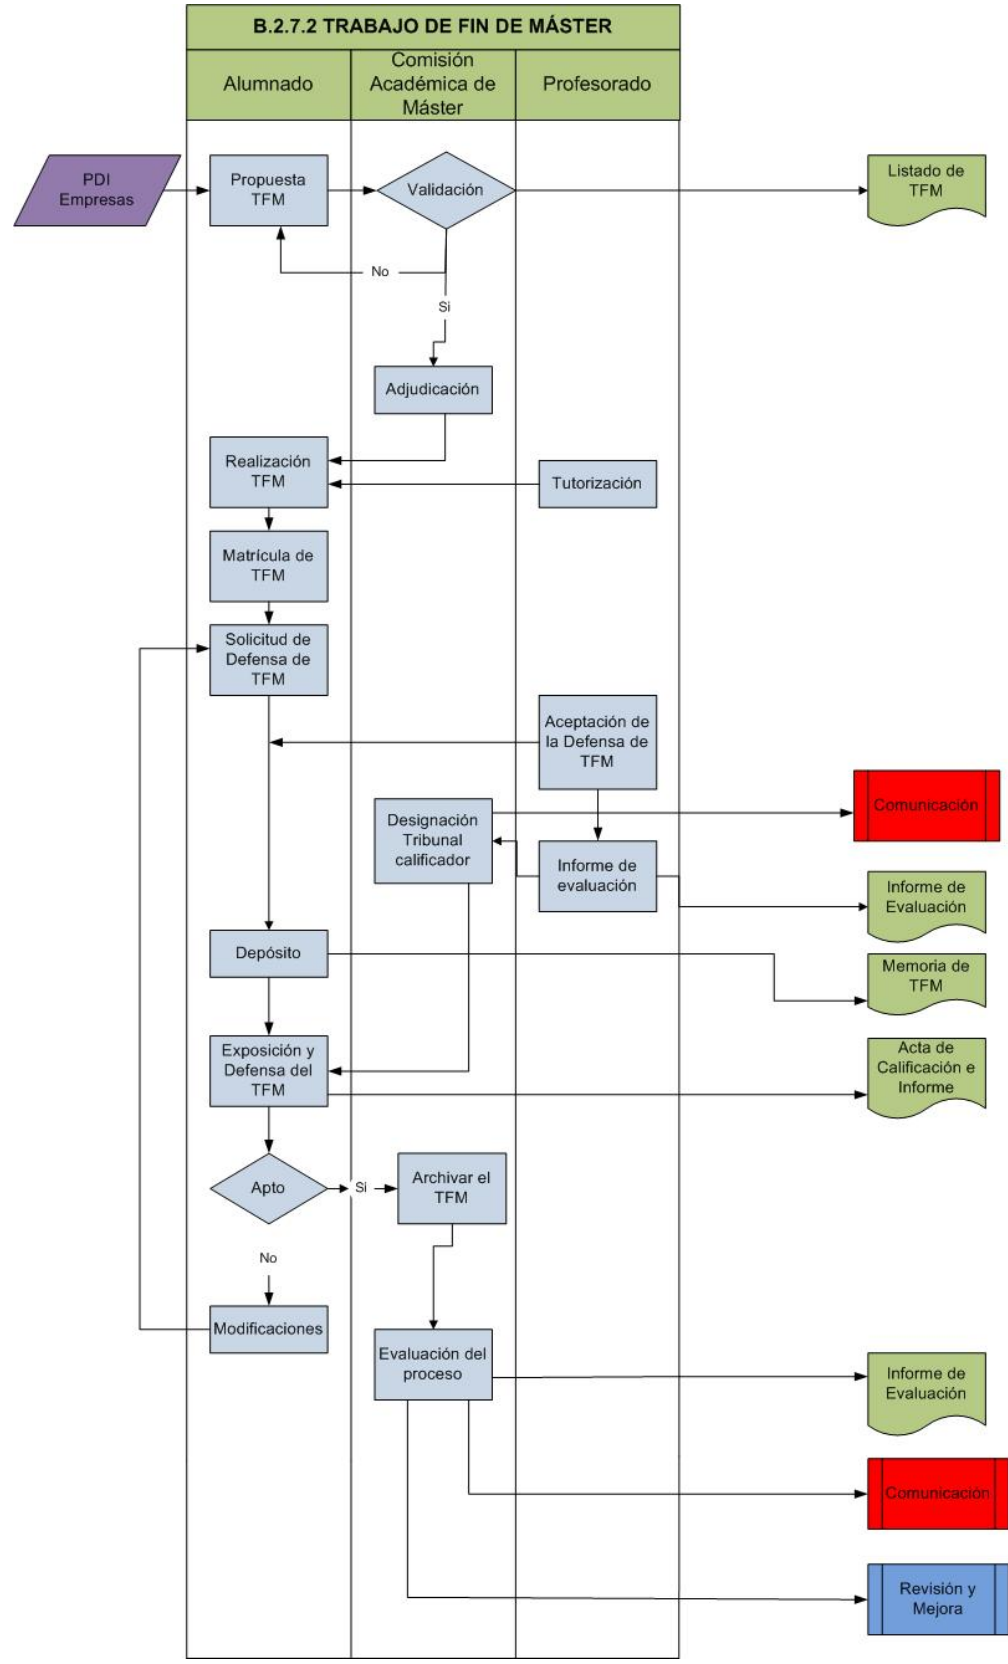 B.2.7.2 TRABAJO DE FIN DE MÁSTER
Alumnado
Comisión
Académica de
Máster
Profesorado
PDI
Empresas
Propuesta
TFM
Validación
Listado de
TFM
No
Si
Adjudicación
Realización
TFM
Tutorización
Matrícula de
TFM
Solicitud de
Defensa de
TFM
Aceptación de
la Defensa de
TFM
Designación
Tribunal
calificador
Comunicación
Informe de
evaluación
Informe de
Evaluación
Depósito
Memoria de
TFM
Exposición y
Defensa del
TFM
Acta de
Calificación e
Informe
Apto
Si
Archivar el
TFM
No
Modificaciones
Evaluación del
proceso
Informe de
Evaluación
Comunicación
Revisión y
Mejora